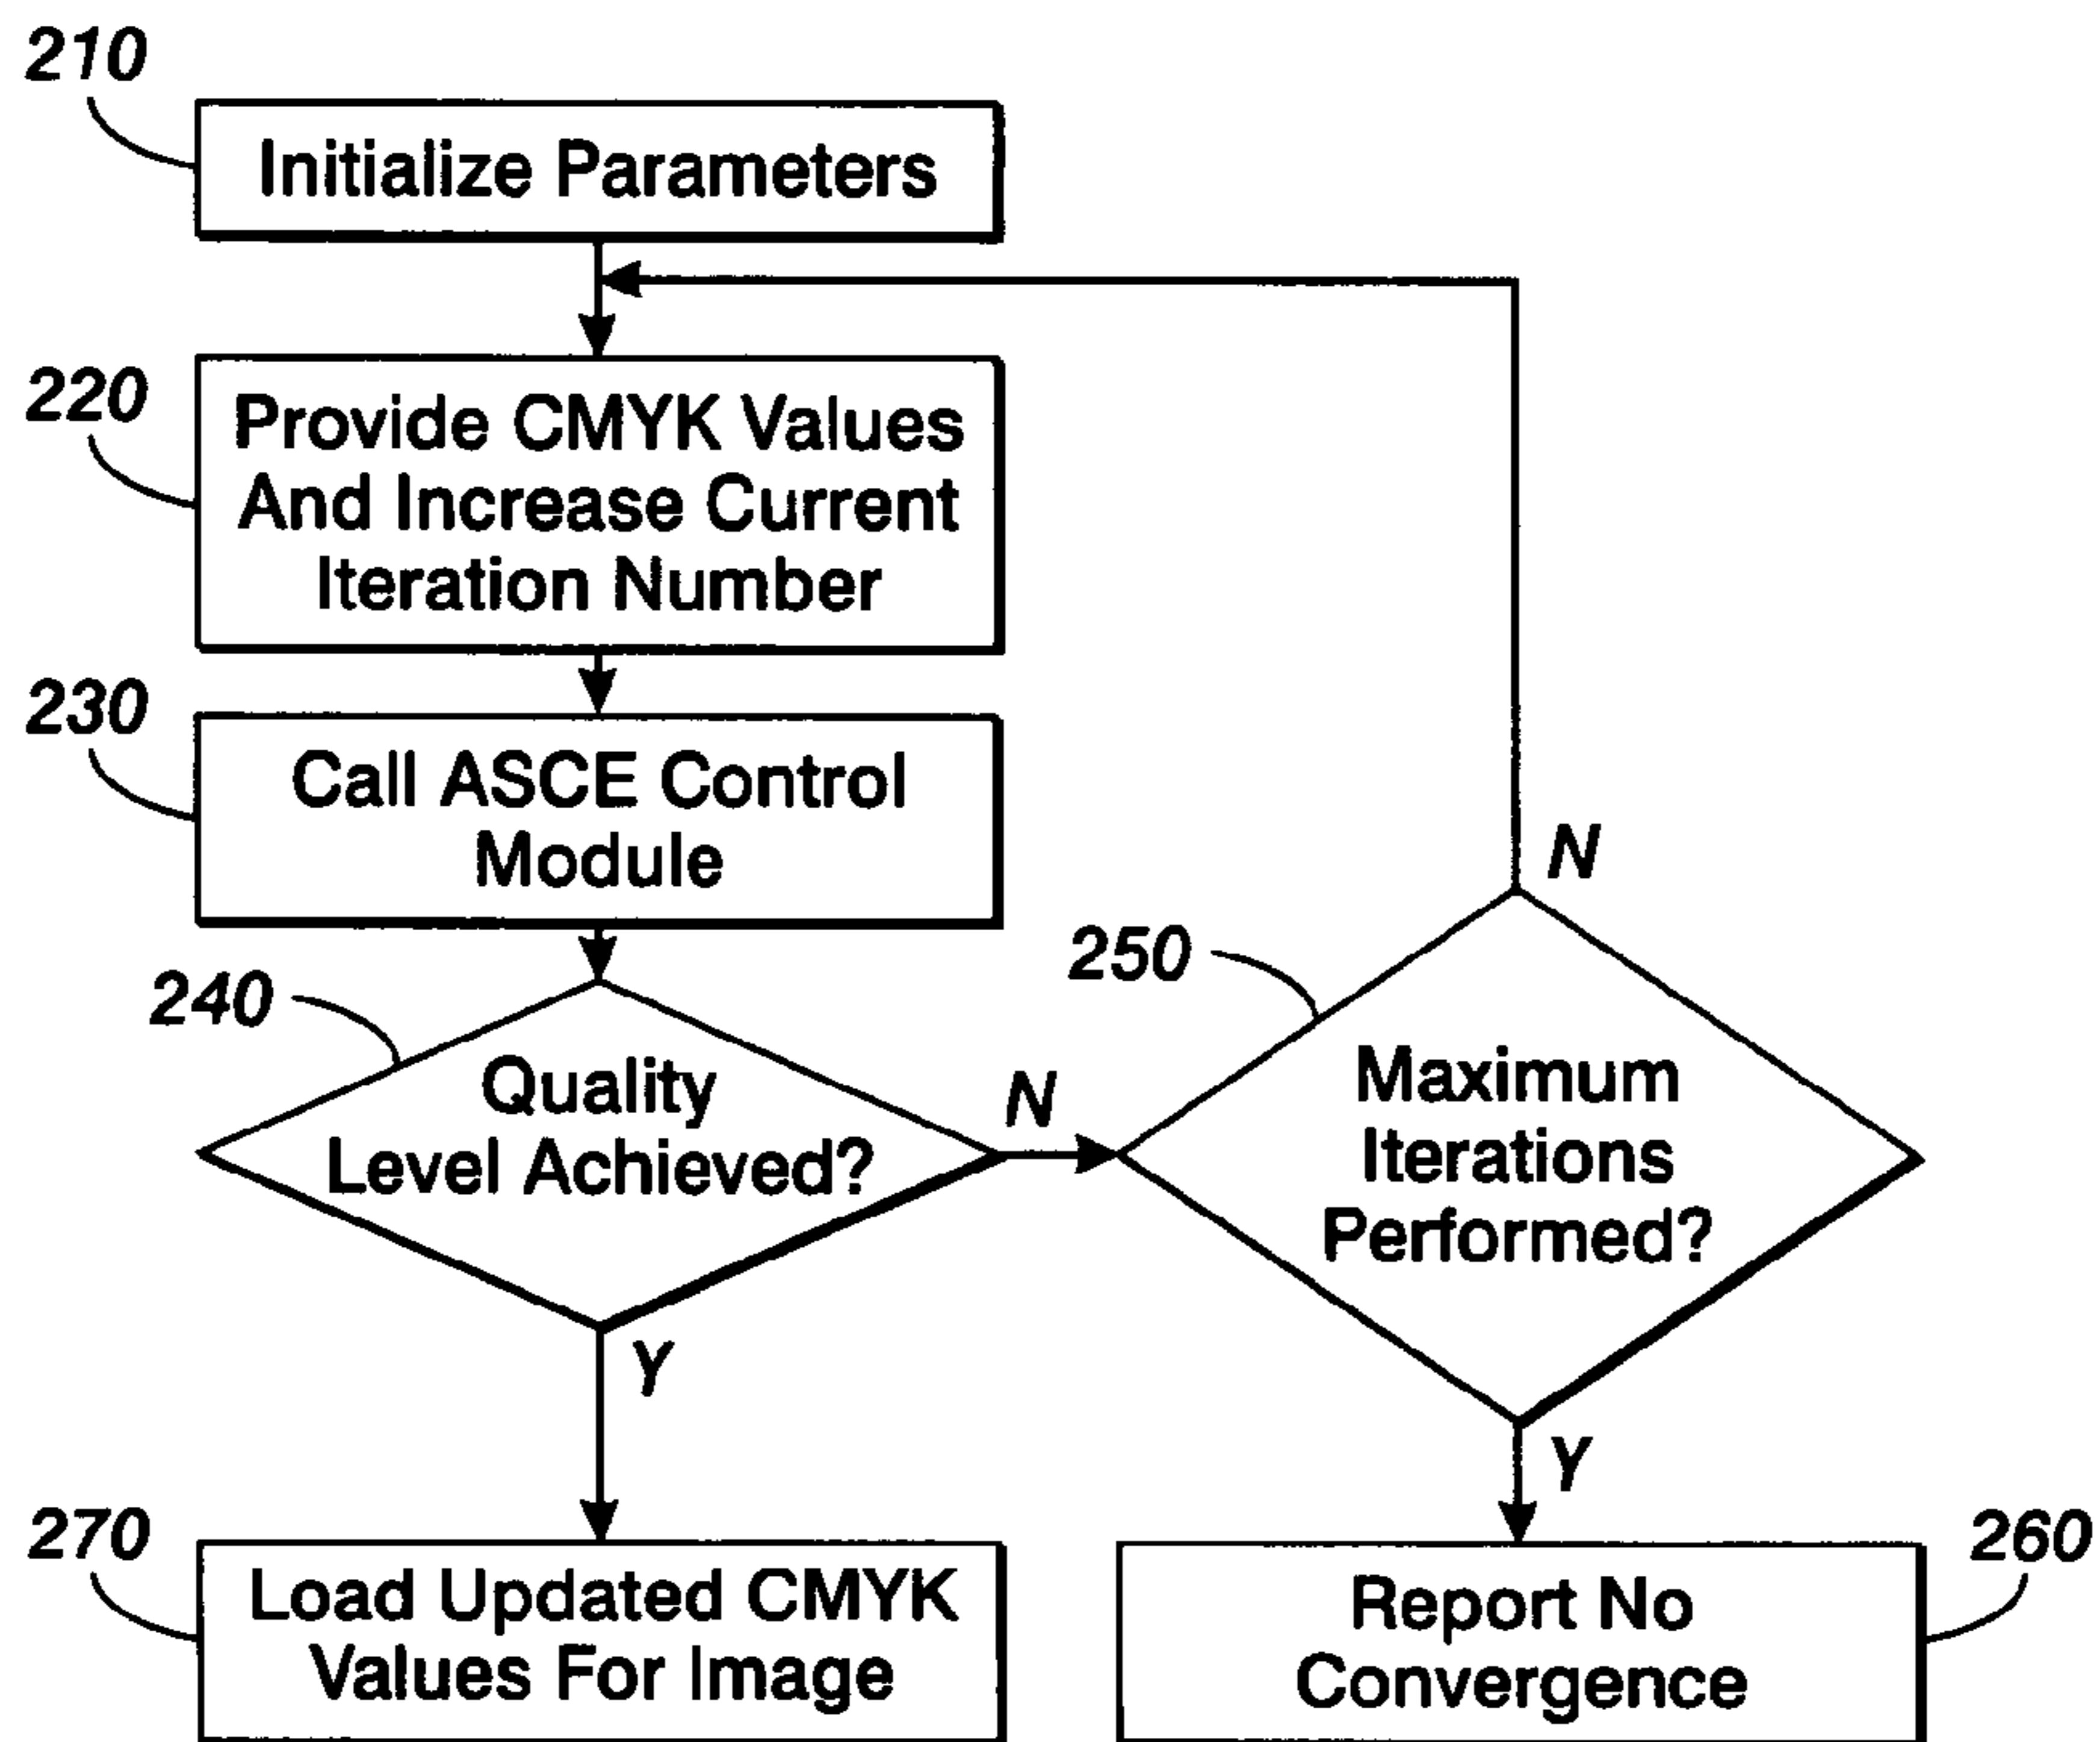 210
Initialize Parameters
220
Provide CMYK Values
And Increase Current
Iteration Number
230
Call ASCE Control
Module
240
Quality
Level Achieved?
N
Y
250
Maximum
Iterations
Performed?
N
Y
270
Load Updated CMYK
Values For Image
260
Report No
Convergence